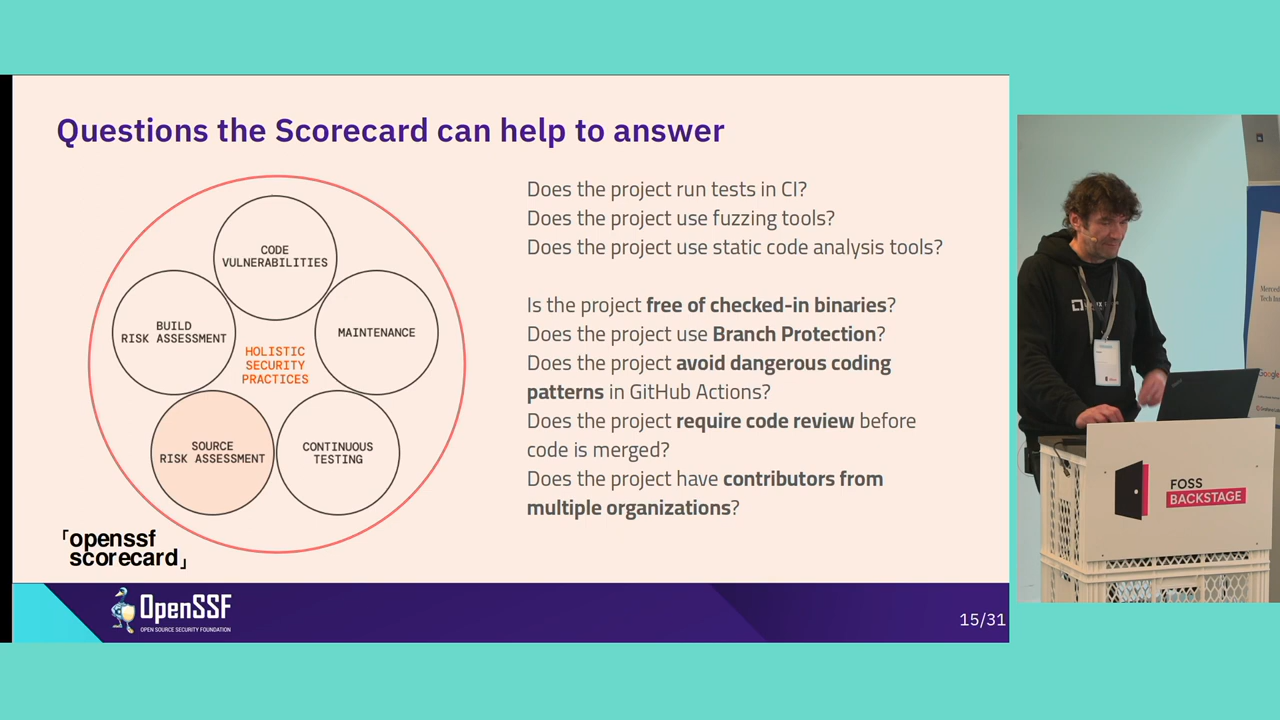 Questions the Scorecard can help to answer
CODE
VULNERABILITIES
BUILD
RISK ASSESSMENT
MAINTENANCE
HOLISTIC
SECURITY
PRACTICES
SOURCE
RISK ASSESSMENT
CONTINUOUS
TESTING
「openssf
scorecard」
Does the project run tests in CI?
Does the project use fuzzing tools?
Does the project use static code analysis tools?
Is the project free of checked-in binaries?
Does the project use Branch Protection?
Does the project avoid dangerous coding
patterns in GitHub Actions?
Does the project require code review before
code is merged?
Does the project have contributors from
multiple organizations?
OpenSSF
OPEN SOURCE SECURITY FOUNDATION
15/31
FOSS
BACKSTAGE